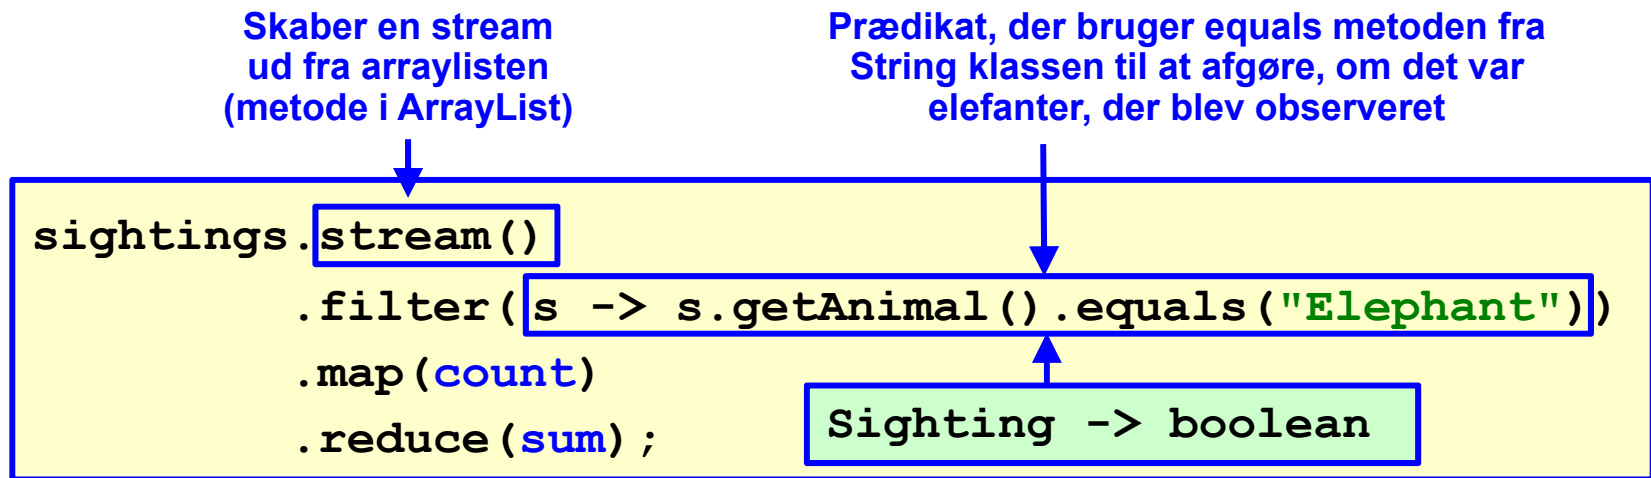 Skaber en stream
ud fra arraylisten
(metode i ArrayList)
Prædikat, der bruger equals metoden fra
String klassen til at afgøre, om det var
elefanter, der blev observeret
sightings.stream()
.filter(s -> s.getAnimal().equals("Elephant"))
.map(count)
.reduce(sum);
Sighting -> boolean